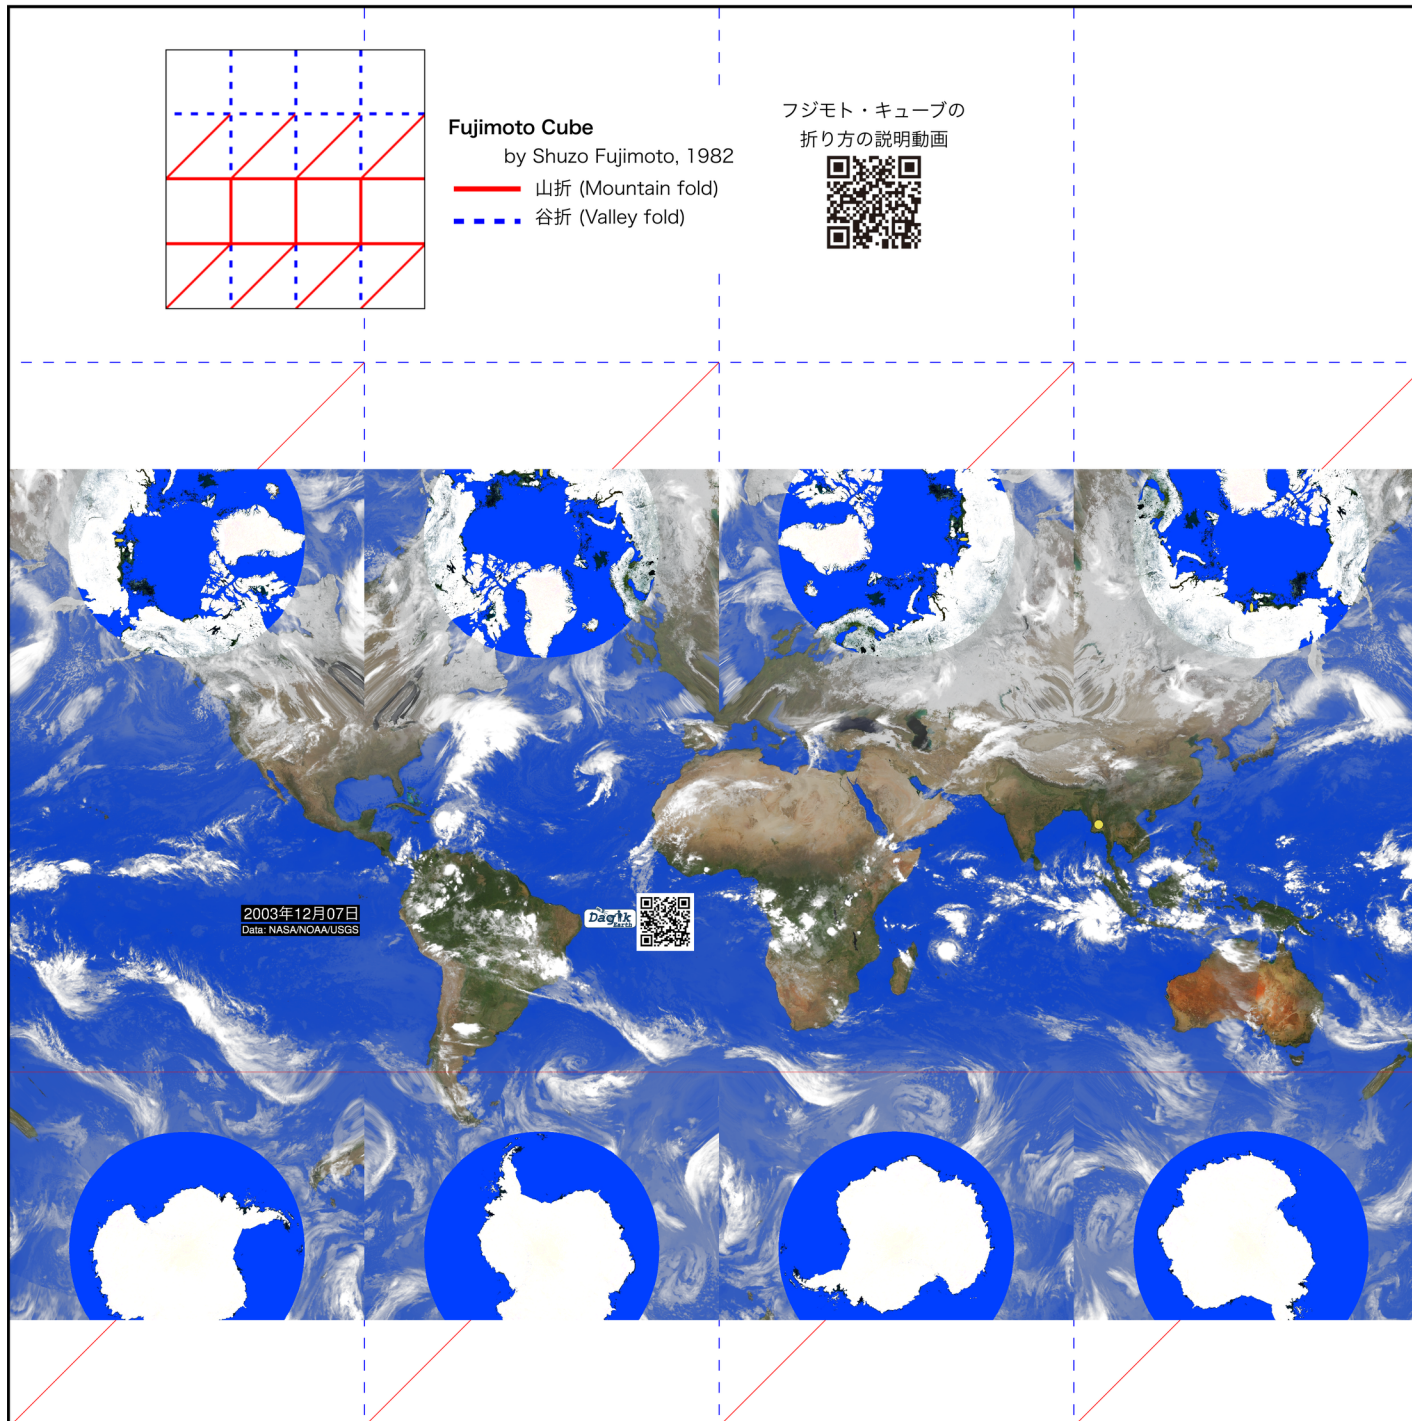 Fujimoto Cube
by Shuzo Fujimoto, 1982
山折 (Mountain fold)
谷折 (Valley fold)
フジモト・キューブの
折り方の説明動画
2003年12月07日
Data: NASA/NOAA/USGS
Dagik
Earth